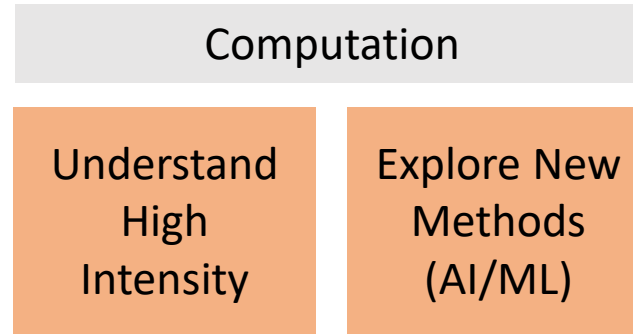 Computation
Understand
High
Intensity
Explore New
Methods
(AI/ML)